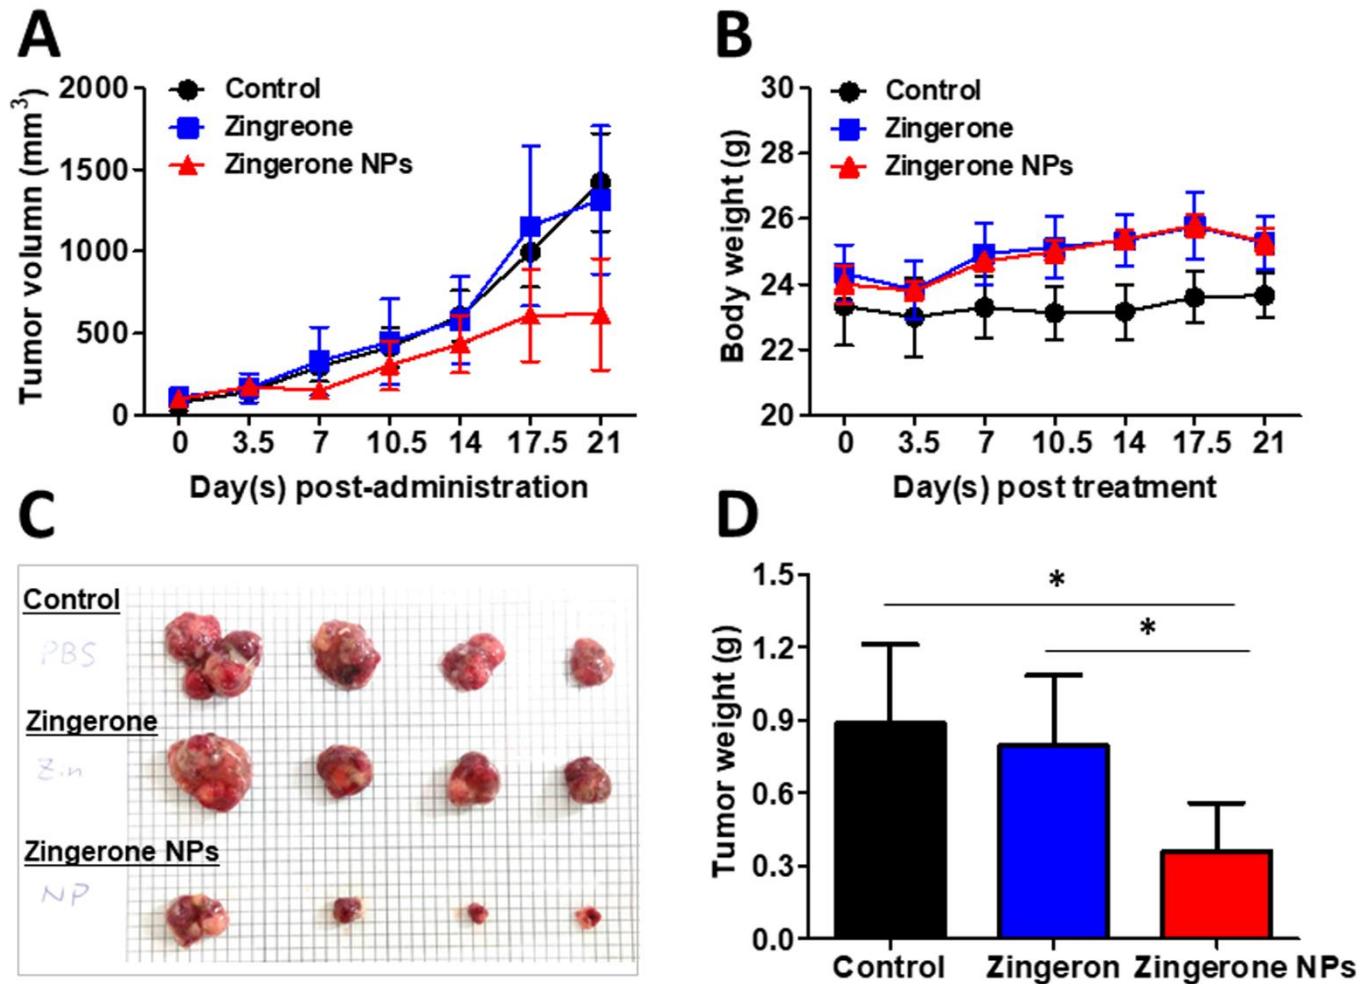 A
2000
1500
1000
500
0
Tumor volumn (mm³)
Control
Zingreone
Zingerone NPs
0 3.5 7 10.5 14 17.5 21
Day(s) post-administration
B
30
28
26
24
22
20
Body weight (g)
Control
Zingerone
Zingerone NPs
0 3.5 7 10.5 14 17.5 21
Day(s) post treatment
C
Control
PBS
Zingerone
Zin
Zingerone NPs
NP
D
1.5
1.2
0.9
0.6
0.3
0.0
Tumor weight (g)
*
*
Control Zingeron Zingerone NPs